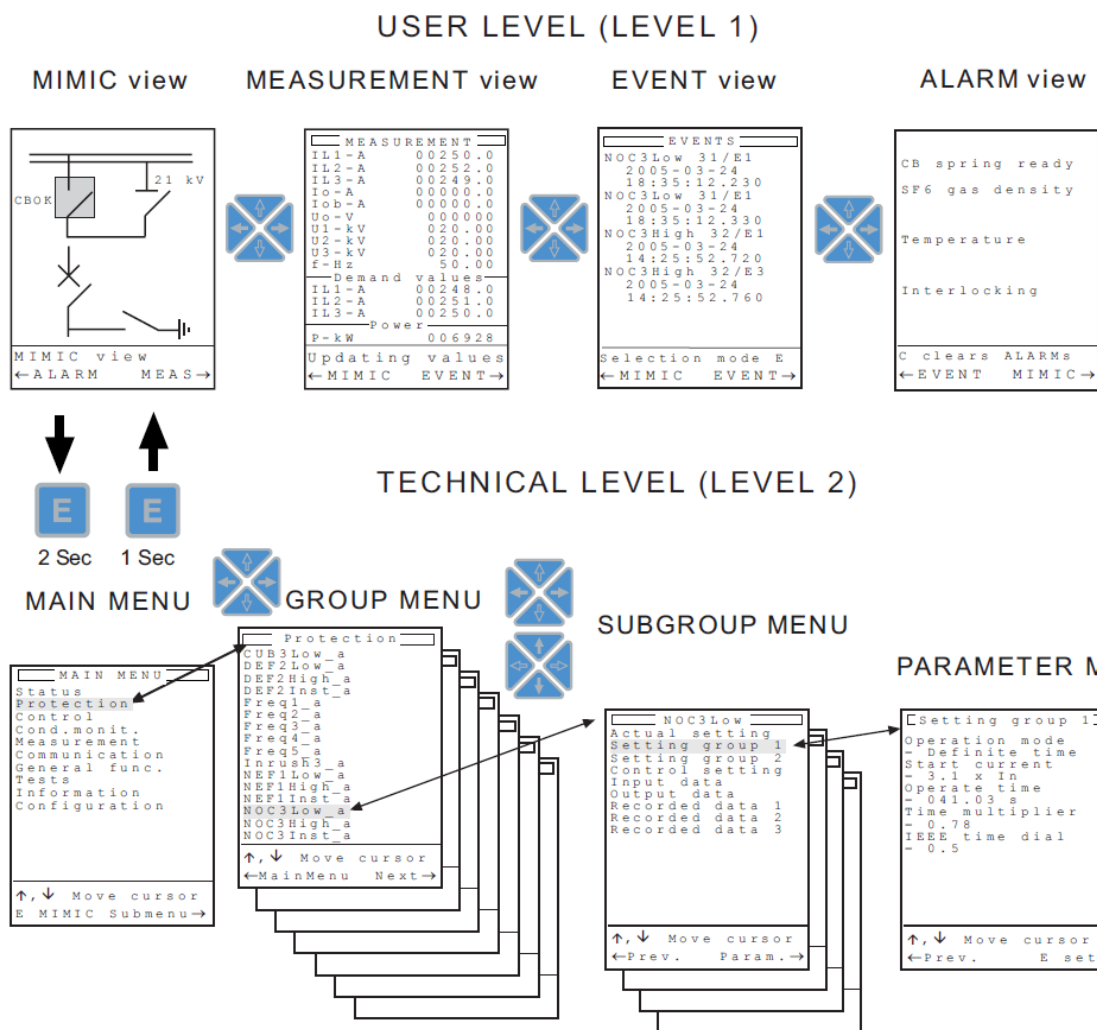 USER LEVEL (LEVEL 1)
MIMIC view
CBOK
21 kV
MIMIC view
←ALARM MEAS→
MEASUREMENT view
MEASUREMENT
IL1-A 00250.0
IL2-A 00252.0
IL3-A 00249.0
Io-A 00000.0
Iob-A 00000.0
Uo-V 000000
U1-kV 020.00
U2-kV 020.00
U3-kV 020.00
f-Hz 50.00
Demand values
IL1-A 00248.0
IL2-A 00251.0
IL3-A 00250.0
Power
P-kW 006928
Updating values
←MIMIC EVENT→
EVENT view
EVENTS
NOC3Low 31/E1
2005-03-24
18:35:12.230
NOC3Low 31/E1
2005-03-24
18:35:12.330
NOC3High 32/E1
2005-03-24
14:25:52.720
NOC3High 32/E3
2005-03-24
14:25:52.760
Selection mode E
←MIMIC EVENT→
ALARM view
CB spring ready
SF6 gas density
Temperature
Interlocking
C clears ALARMs
←EVENT MIMIC→
E
2 Sec
E
1 Sec
TECHNICAL LEVEL (LEVEL 2)
MAIN MENU
MAIN MENU
Status
Protection
Control
Cond.monit.
Measurement
Communication
General func.
Tests
Information
Configuration
↑,↓ Move cursor
E MIMIC Submenu→
GROUP MENU
Protection
CUB3Low_a
DEF2Low_a
DEF2High_a
DEF2Inst_a
Freq1_a
Freq2_a
Freq3_a
Freq4_a
Freq5_a
Inrush3_a
NEF1Low_a
NEF1High_a
NEF1Inst_a
NOC3Low_a
NOC3High_a
NOC3Inst_a
↑,↓ Move cursor
←MainMenu Next→
SUBGROUP MENU
NOC3Low
Actual setting
Setting group 1
Setting group 2
Control setting
Input data
Output data
Recorded data 1
Recorded data 2
Recorded data 3
↑,↓ Move cursor
←Prev. Param.→
PARAMETER M
Setting group 1
Operation mode
- Definite time
Start current
- 3.1 x In
Operate time
- 041.03 s
Time multiplier
- 0.78
IEEE time dial
- 0.5
↑,↓ Move cursor
←Prev. E set